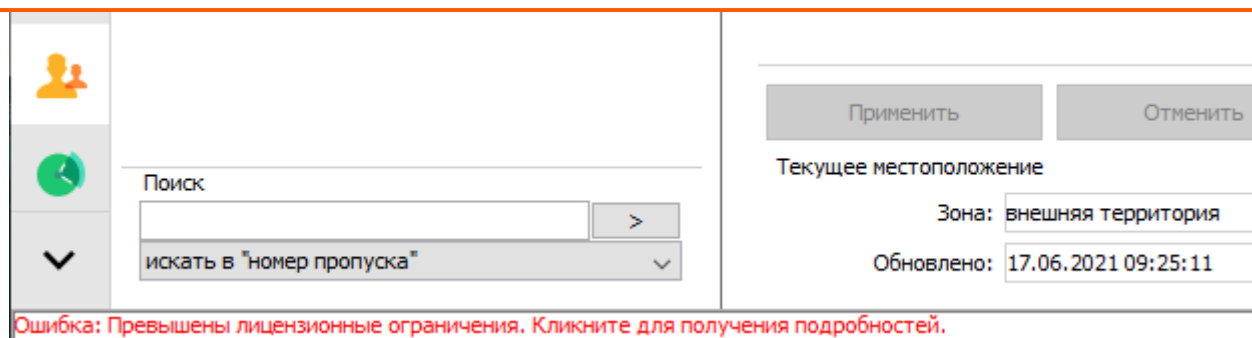 Применить
Отменить
Текущее местоположение
Поиск
Зона: внешняя территория
>
искать в "номер пропуска"
Обновлено: 17.06.2021 09:25:11
Ошибка: Превышены лицензионные ограничения. Кликните для получения подробностей.